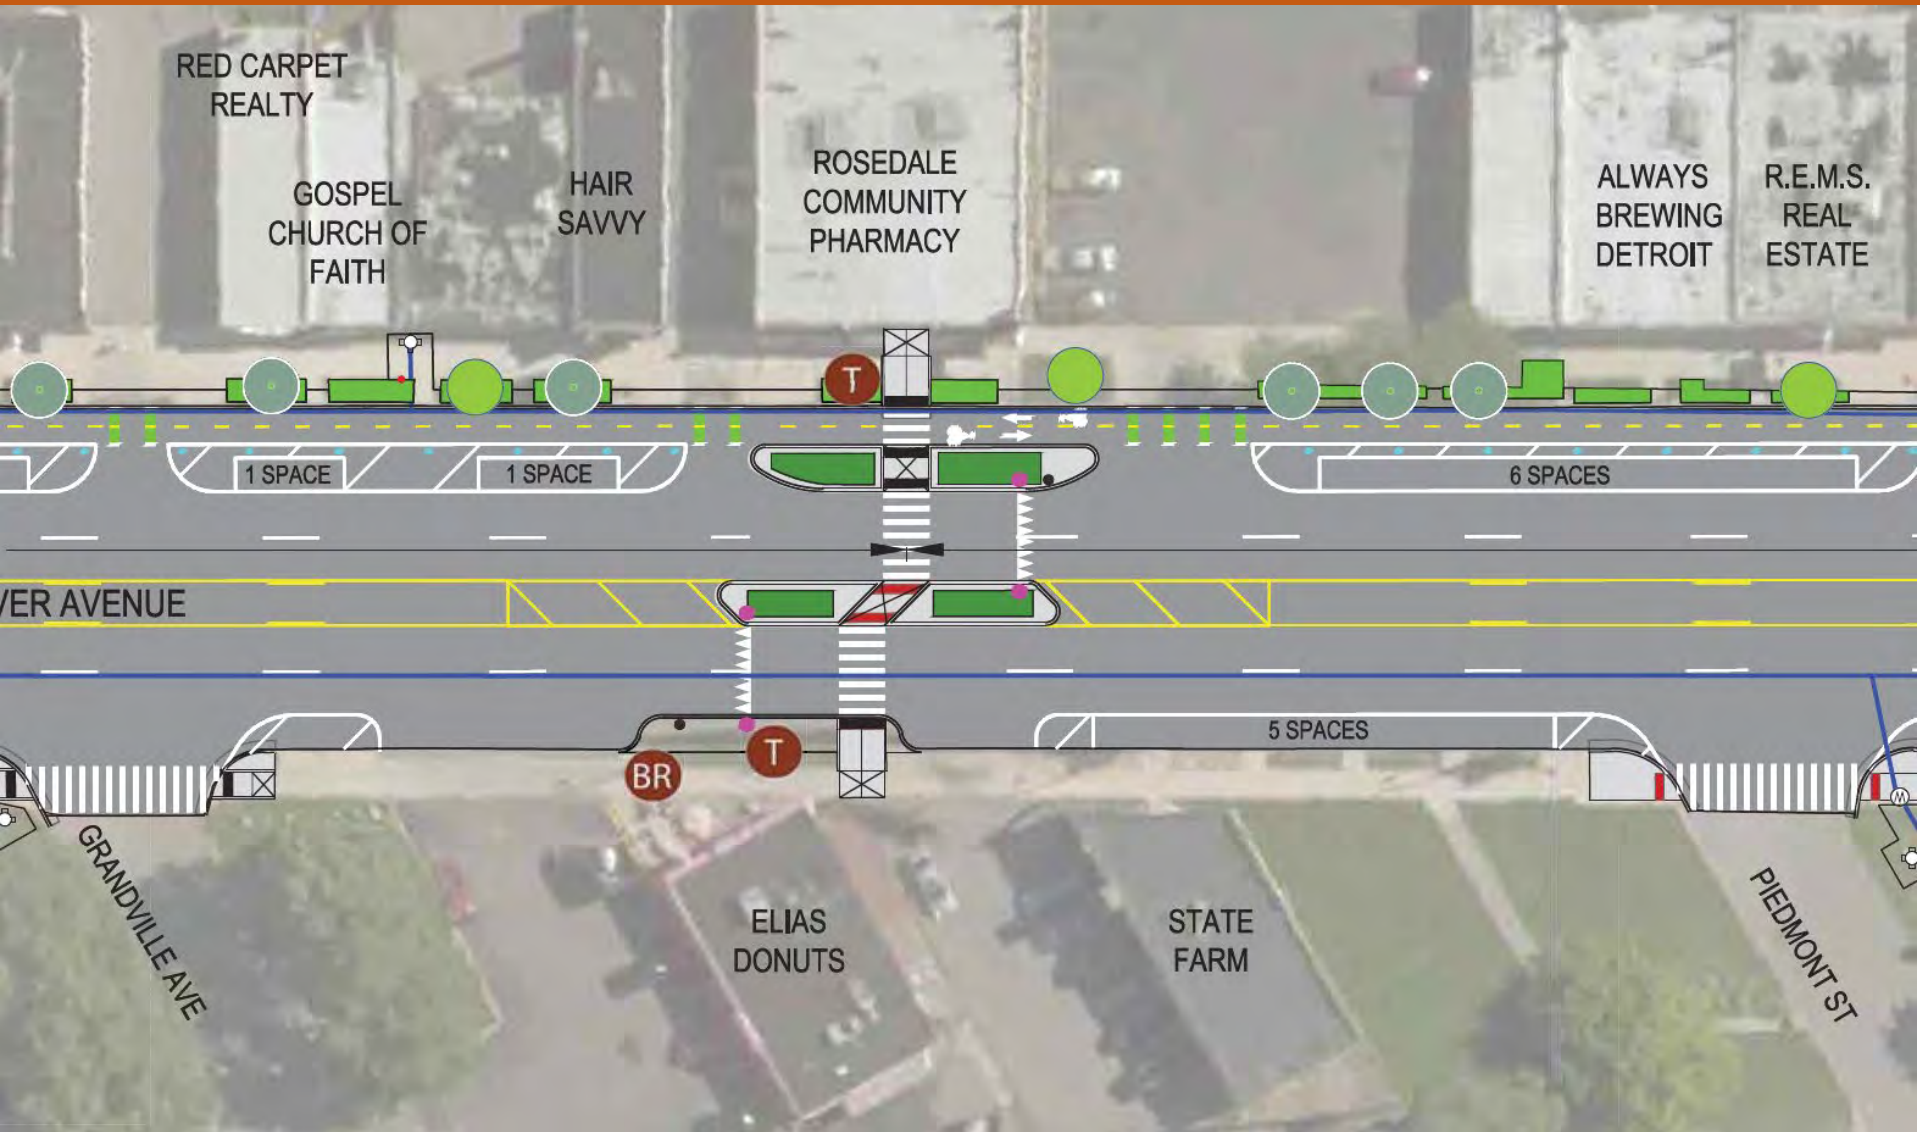 RED CARPET
REALTY
GOSPEL
CHURCH OF
FAITH
HAIR
SAVVY
ROSEDALE
COMMUNITY
PHARMACY
ALWAYS
BREWING
DETROIT
R.E.M.S.
REAL
ESTATE
T
1 SPACE
1 SPACE
6 SPACES
VER AVENUE
5 SPACES
T
BR
M
GRANDVILLE AVE
ELIAS
DONUTS
STATE
FARM
PIEDMONT ST